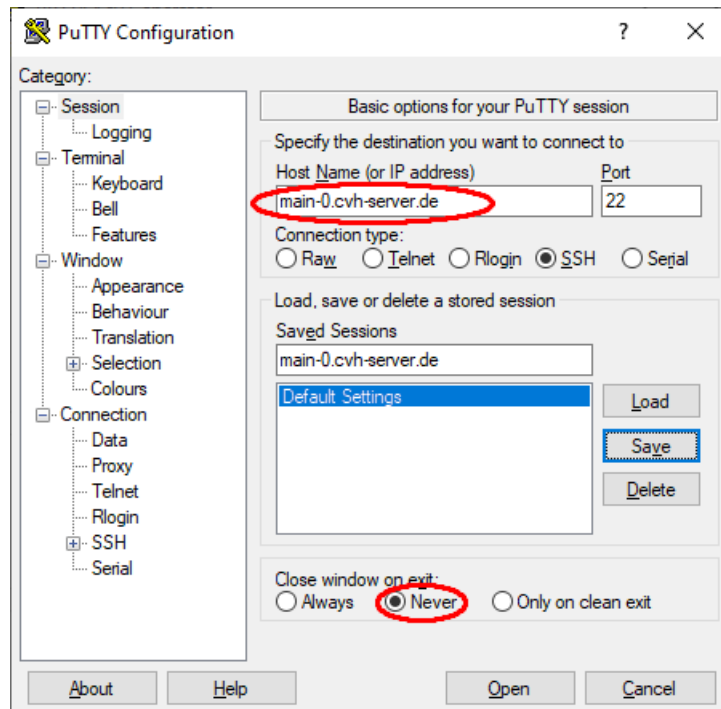 PuTTY Configuration
?
Category:
Session
Logging
Terminal
Keyboard
Bell
Features
Window
Appearance
Behaviour
Translation
Selection
Colours
Connection
Data
Proxy
Telnet
Rlogin
SSH
Serial
Basic options for your PuTTY session
Specify the destination you want to connect to
Host Name (or IP address) Port
main-0.cvh-server.de 22
Connection type:
Raw Telnet Rlogin SSH Serial
Load, save or delete a stored session
Saved Sessions
main-0.cvh-server.de
Default Settings
Load
Save
Delete
Close window on exit:
Always Never Only on clean exit
About Help Open Cancel